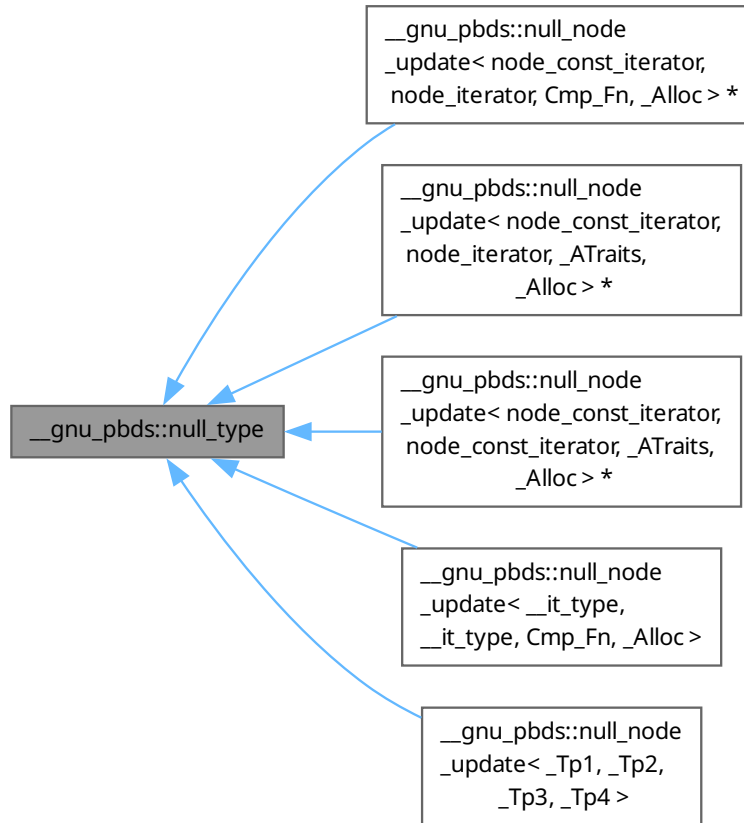 __gnu_pbds::null_node
_update< node_const_iterator,
node_iterator, Cmp_Fn, _Alloc > *
__gnu_pbds::null_node
_update< node_const_iterator,
node_iterator, _ATraits,
_Alloc > *
__gnu_pbds::null_type
__gnu_pbds::null_node
_update< node_const_iterator,
node_const_iterator, _ATraits,
_Alloc > *
__gnu_pbds::null_node
_update< __it_type,
__it_type, Cmp_Fn, _Alloc >
__gnu_pbds::null_node
_update< _Tp1, _Tp2,
_Tp3, _Tp4 >